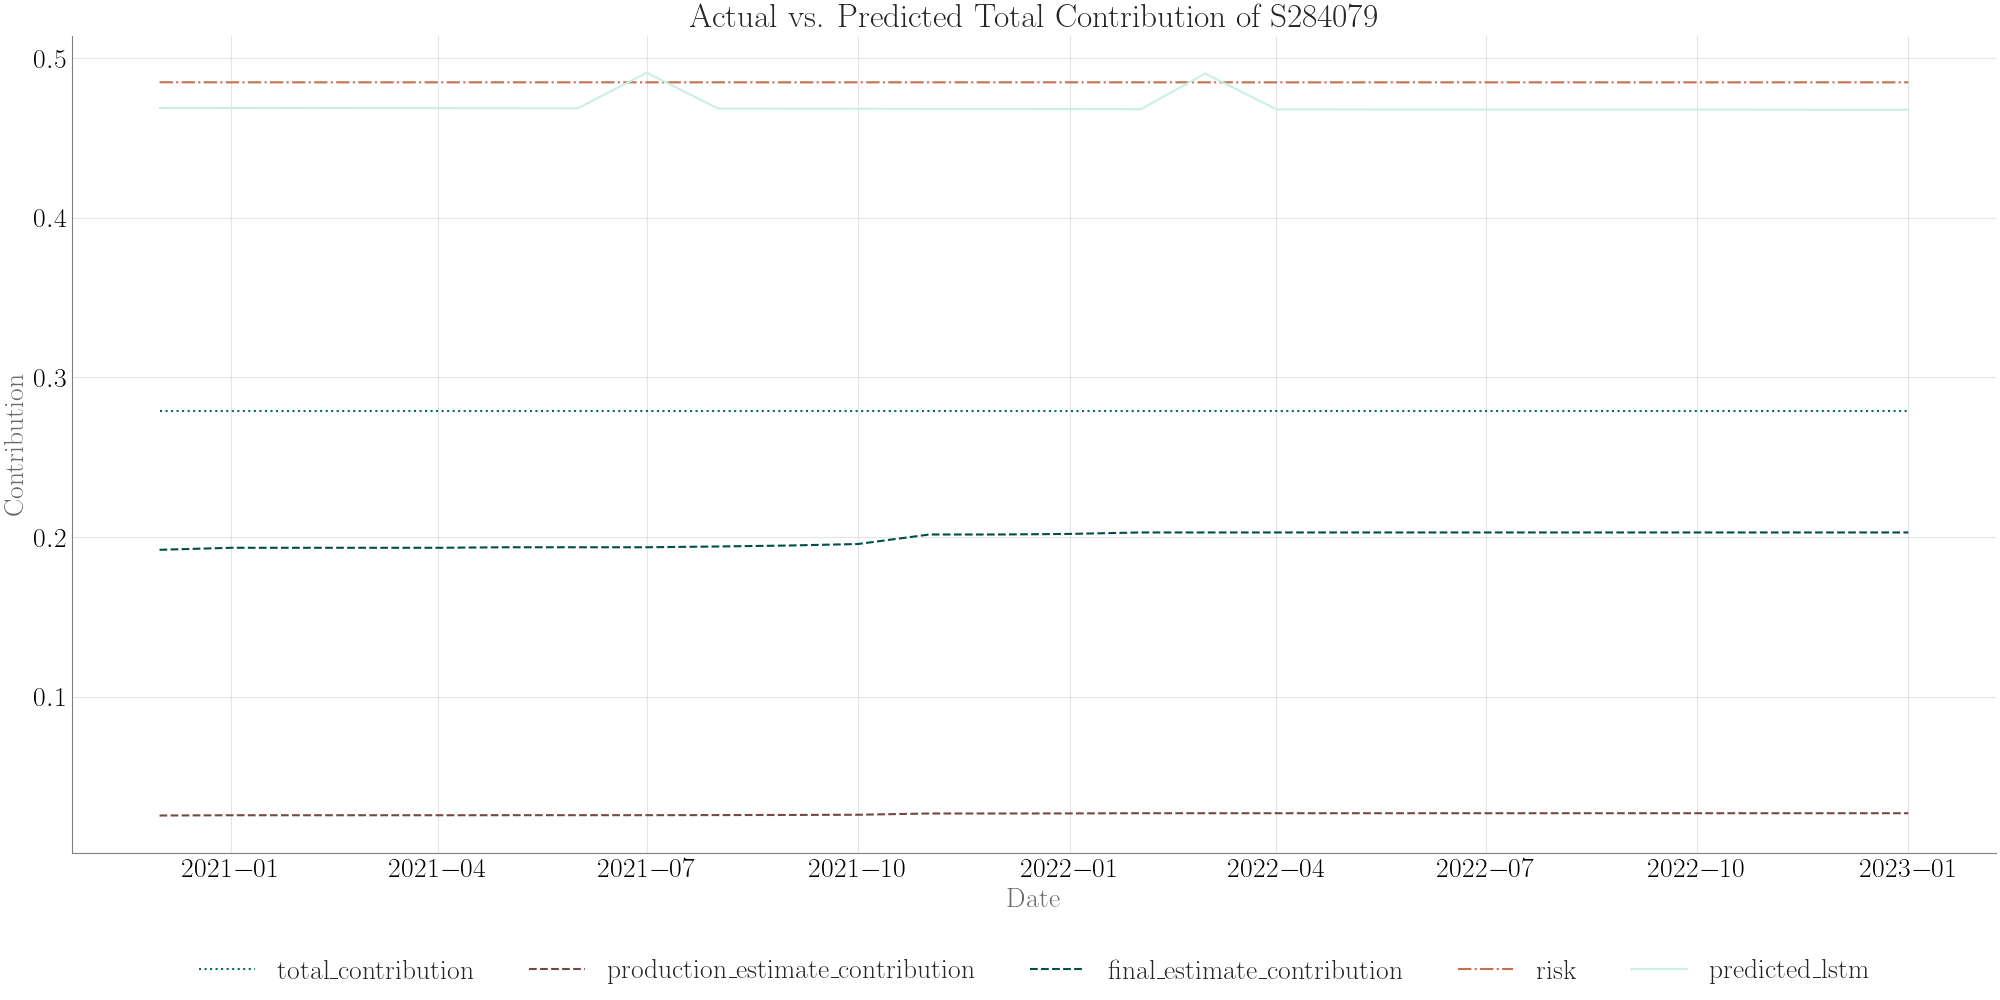 Actual vs. Predicted Total Contribution of S284079
0.5
0.4
0.3
0.2
0.1
Contribution
2021−01 2021−04 2021−07 2021−10 2022−01 2022−04 2022−07 2022−10 2023−01
Date
total_contribution production_estimate_contribution final_estimate_contribution risk predicted_lstm